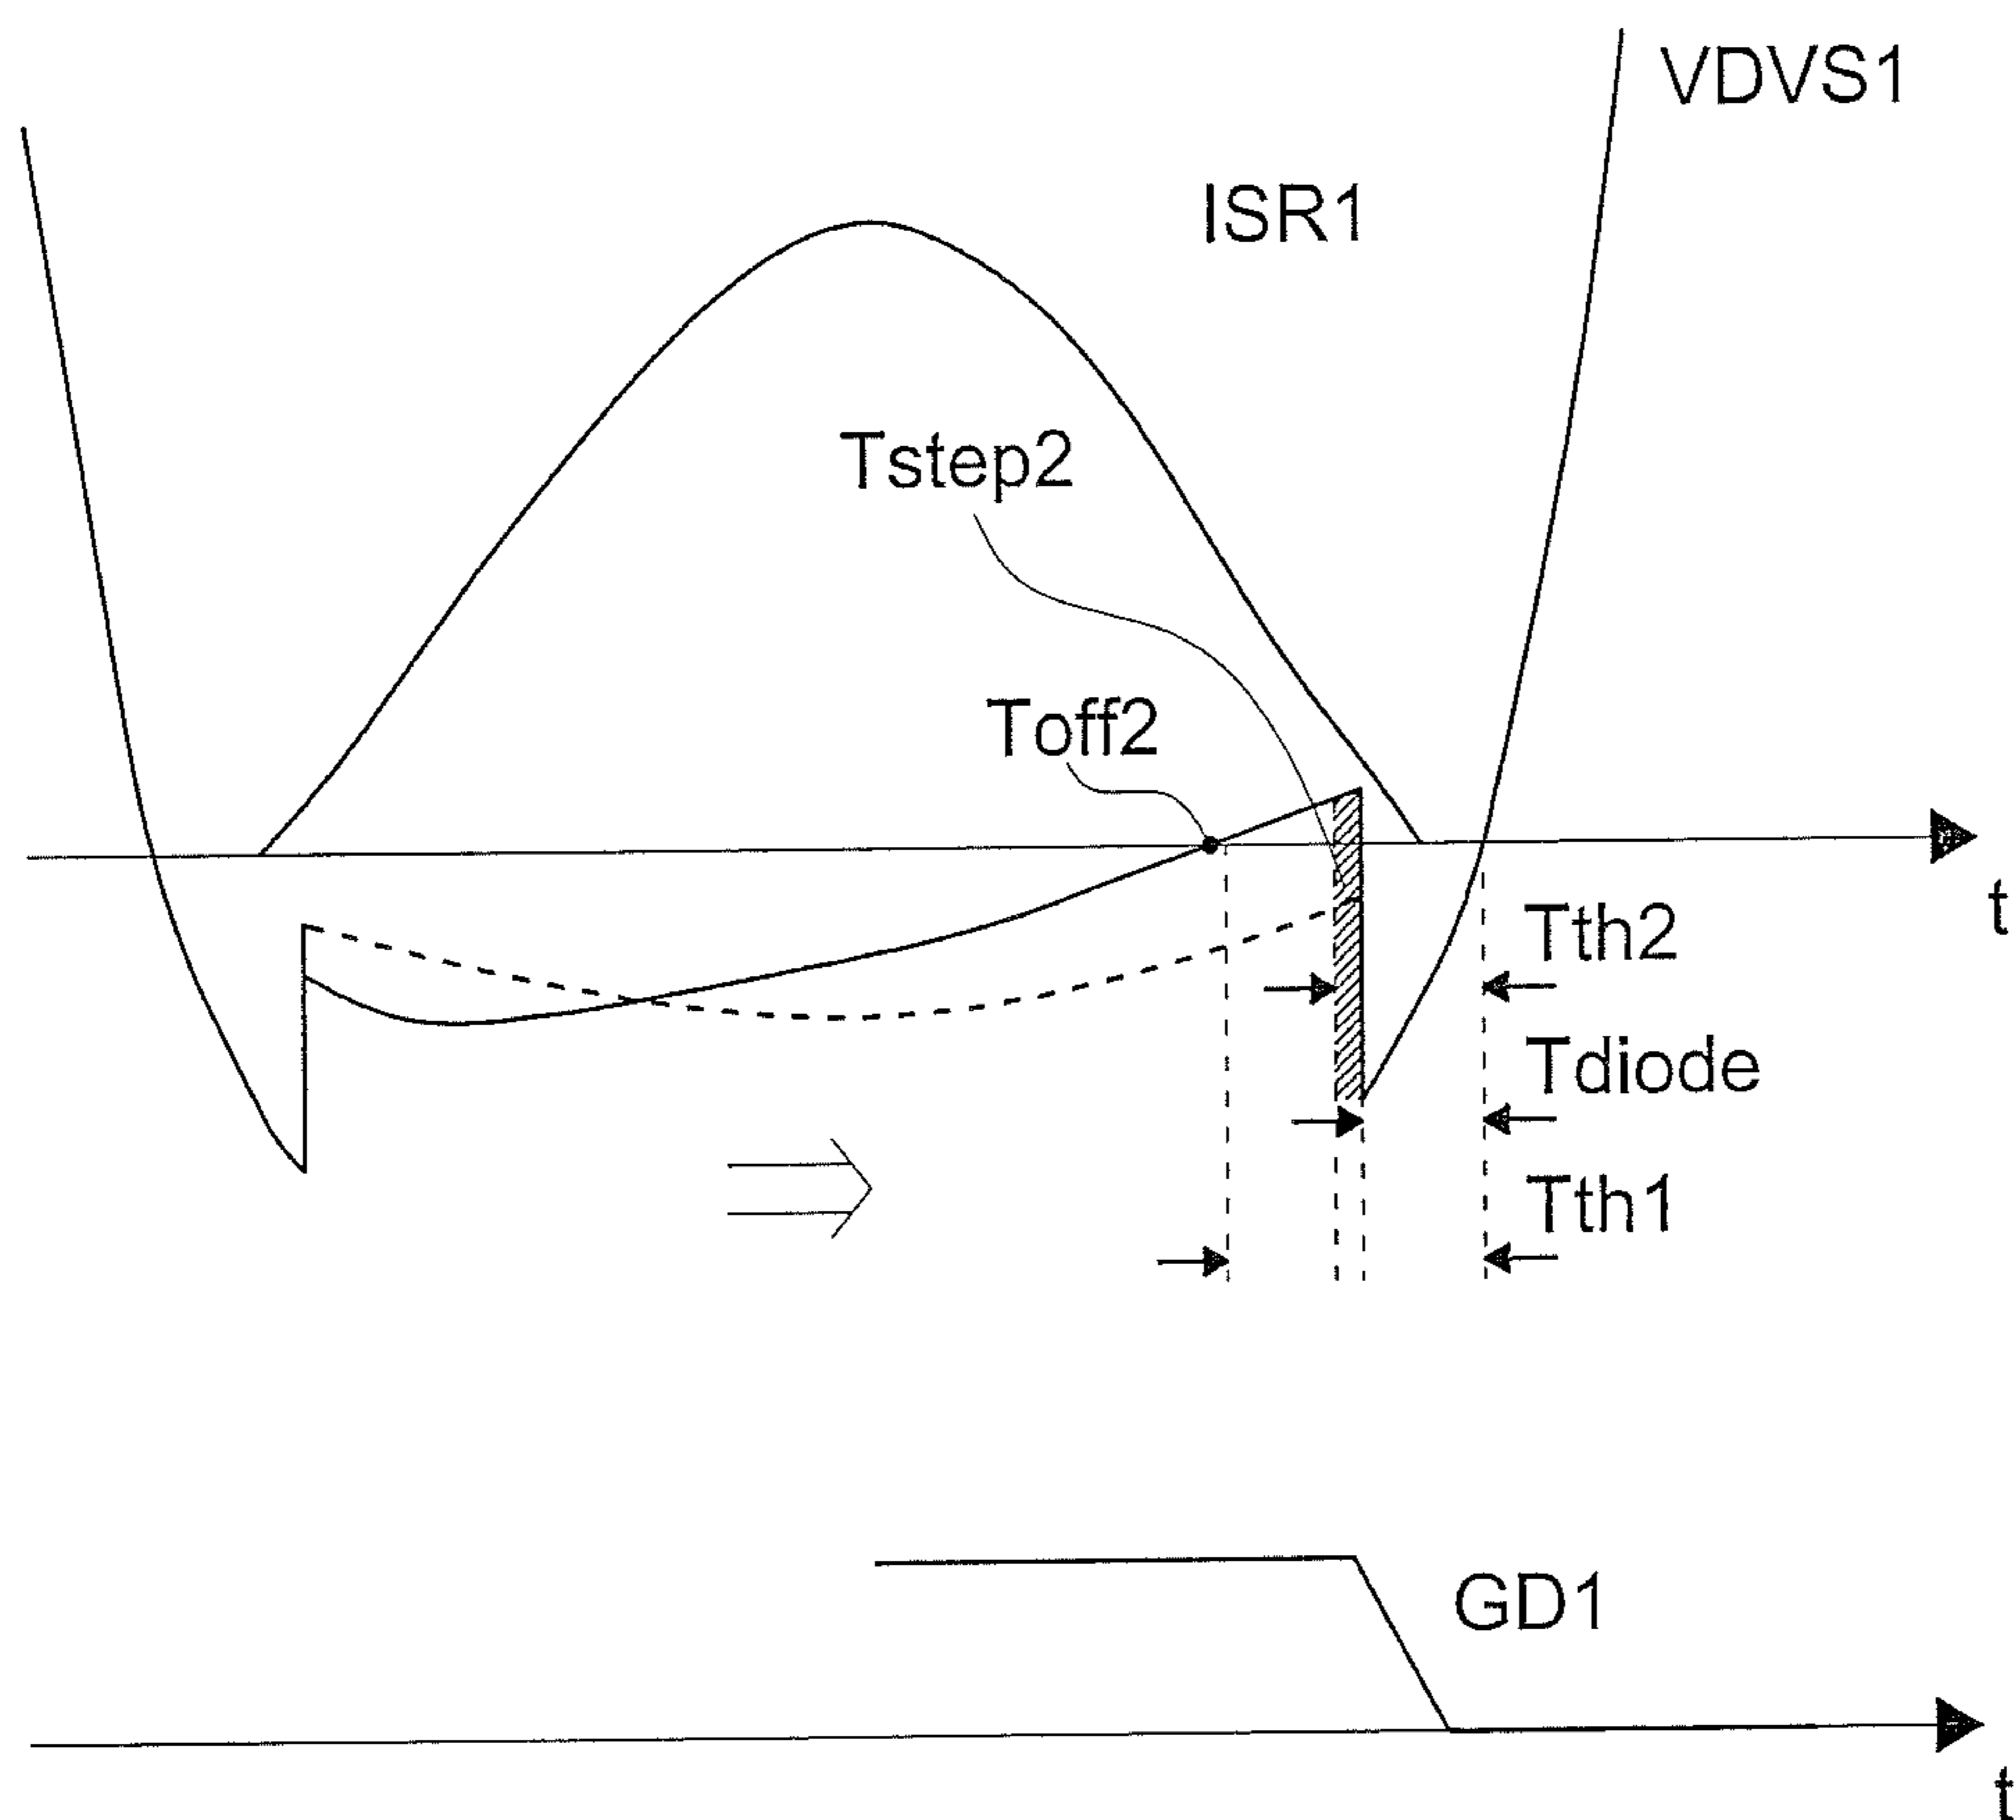 VDVS1
ISR1
Tstep2
Toff2
t
Tth2
Tdiode
Tth1
GD1
t